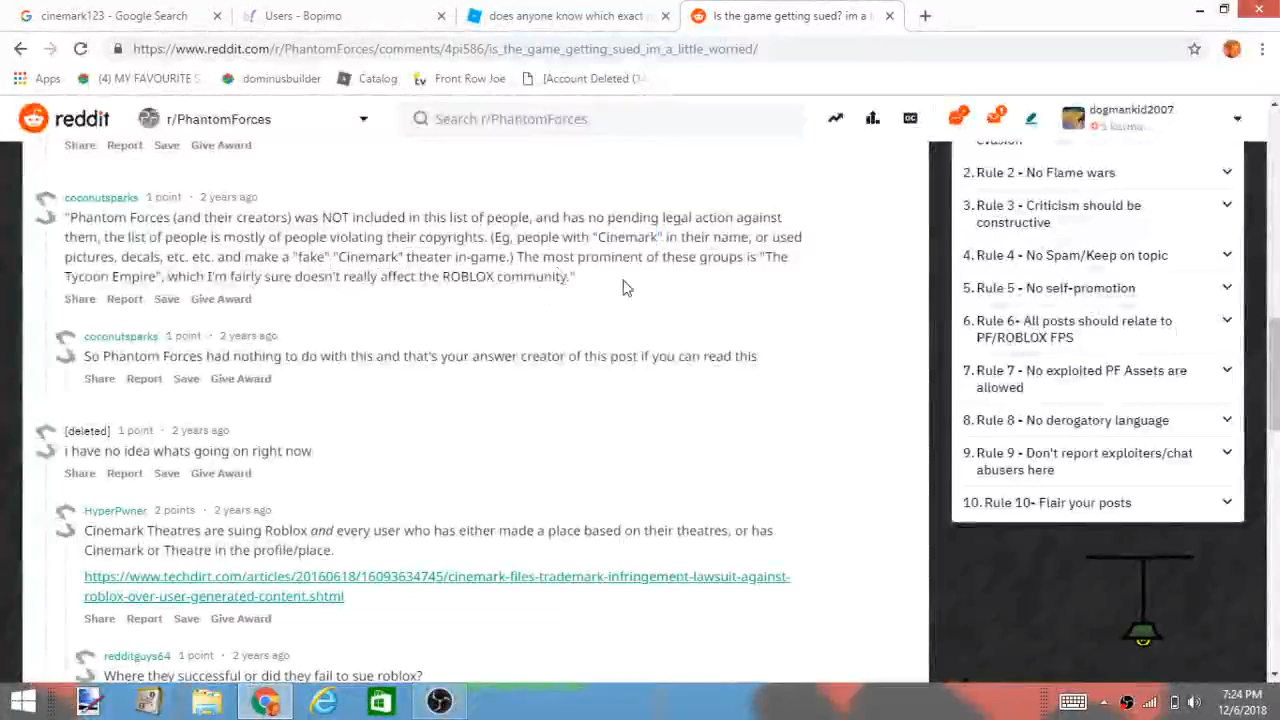 cinemark123 - Google Search
Users - Bopimo
does anyone know which exact p
Is the game getting sued? im a l
https://www.reddit.com/r/PhantomForces/comments/4pi586/is_the_game_getting_sued_im_a_little_worried/
Apps
(4) MY FAVOURITE S
dominusbuilder
Catalog
Front Row Joe
[Account Deleted (14
reddit
r/PhantomForces
Search r/PhantomForces
dogmankid2007
Share Report Save Give Award
coconutsparks 1 point · 2 years ago
"Phantom Forces (and their creators) was NOT included in this list of people, and has no pending legal action against
them, the list of people is mostly of people violating their copyrights. (Eg, people with "Cinemark" in their name, or used
pictures, decals, etc. etc. and make a "fake" "Cinemark" theater in-game.) The most prominent of these groups is "The
Tycoon Empire", which I'm fairly sure doesn't really affect the ROBLOX community."
Share Report Save Give Award
coconutsparks 1 point · 2 years ago
So Phantom Forces had nothing to do with this and that's your answer creator of this post if you can read this
Share Report Save Give Award
[deleted] 1 point · 2 years ago
i have no idea whats going on right now
Share Report Save Give Award
HyperPwner 2 points · 2 years ago
Cinemark Theatres are suing Roblox and every user who has either made a place based on their theatres, or has
Cinemark or Theatre in the profile/place.
https://www.techdirt.com/articles/20160618/16093634745/cinemark-files-trademark-infringement-lawsuit-against-
roblox-over-user-generated-content.shtml
Share Report Save Give Award
redditguys64 1 point · 2 years ago
Where they successful or did they fail to sue roblox?
evasion
2. Rule 2 - No Flame wars
3. Rule 3 - Criticism should be
constructive
4. Rule 4 - No Spam/Keep on topic
5. Rule 5 - No self-promotion
6. Rule 6- All posts should relate to
PF/ROBLOX FPS
7. Rule 7 - No exploited PF Assets are
allowed
8. Rule 8 - No derogatory language
9. Rule 9 - Don't report exploiters/chat
abusers here
10. Rule 10- Flair your posts
7:24 PM
12/6/2018